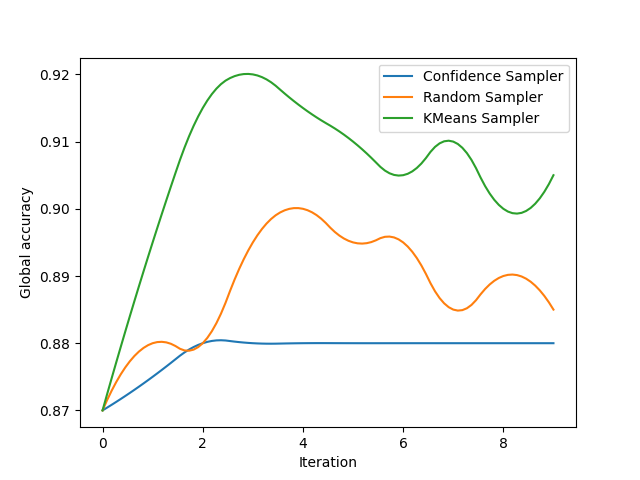 0.92
0.91
0.90
0.89
0.88
0.87
Global accuracy
0 2 4 6 8
Iteration
Confidence Sampler
Random Sampler
KMeans Sampler